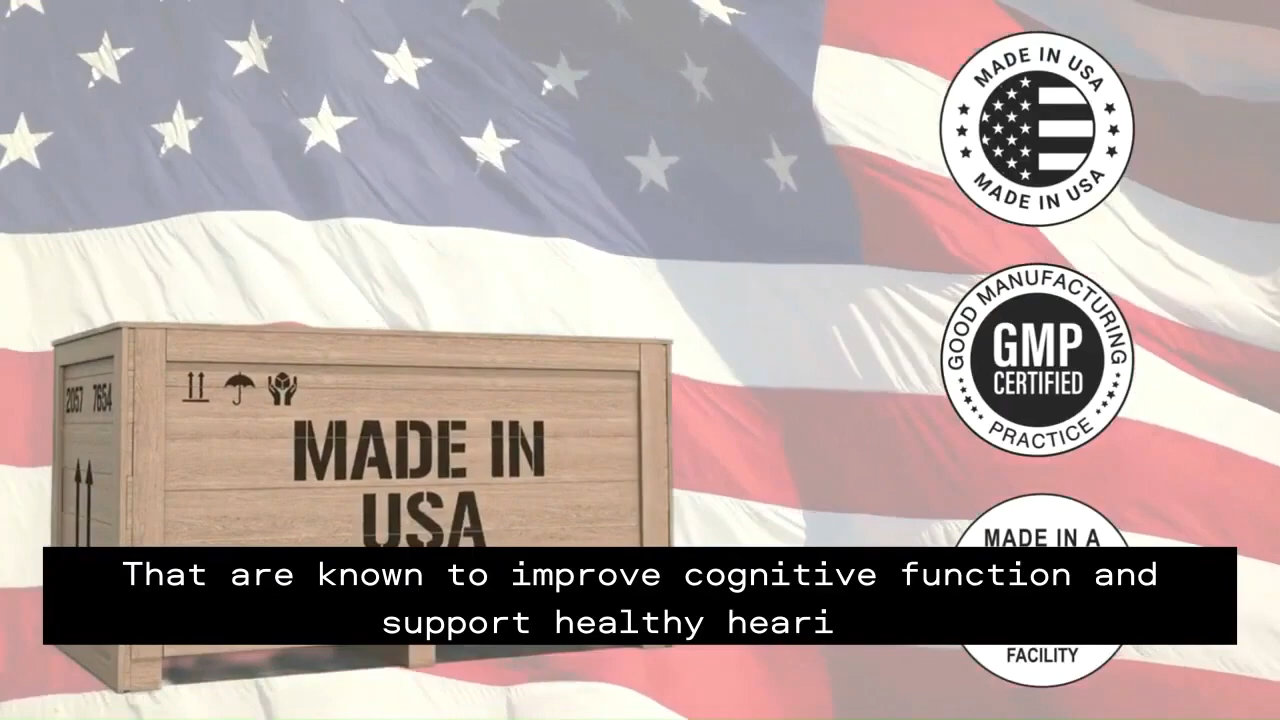 MADE IN USA
MADE IN USA
GOOD MANUFACTURING
GMP
CERTIFIED
PRACTICE
2057 7654
MADE IN
USA
MADE IN A
That are known to improve cognitive function and
support healthy heari
FACILITY